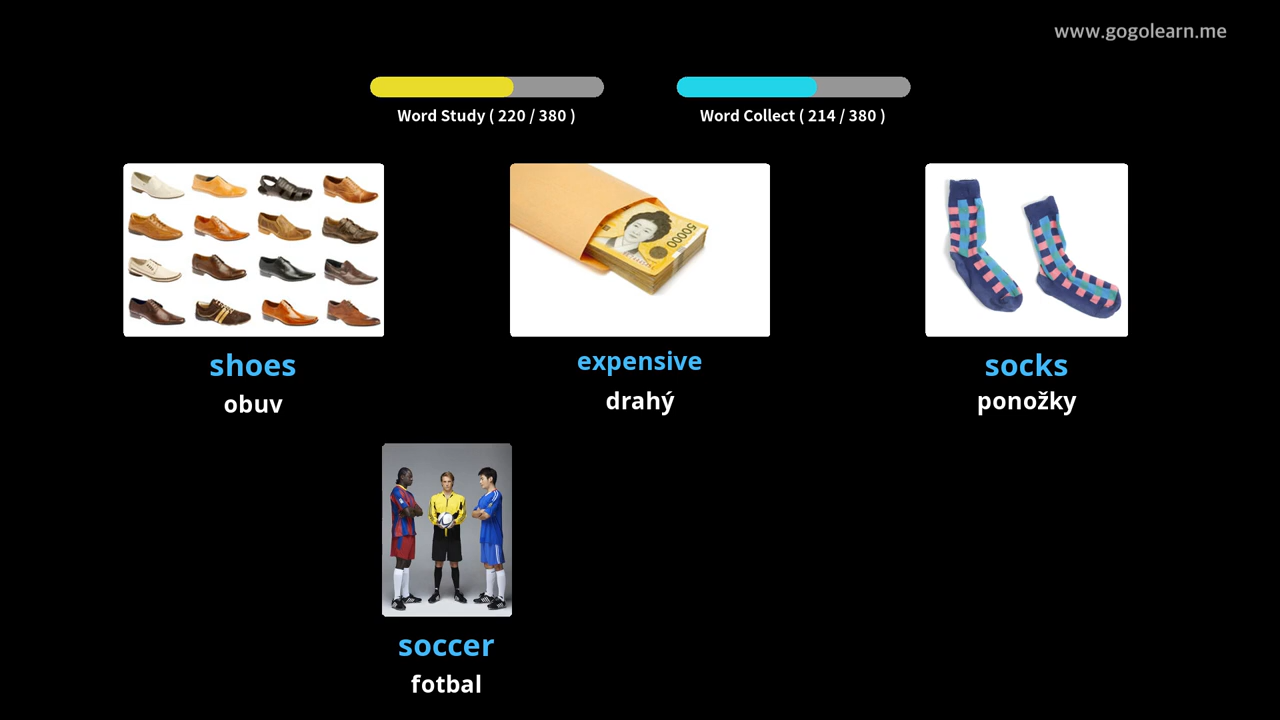 www.gogolearn.me
Word Study ( 220 / 380 )
Word Collect ( 214 / 380 )
50000
shoes
obuv
expensive
drahý
socks
ponožky
soccer
fotbal